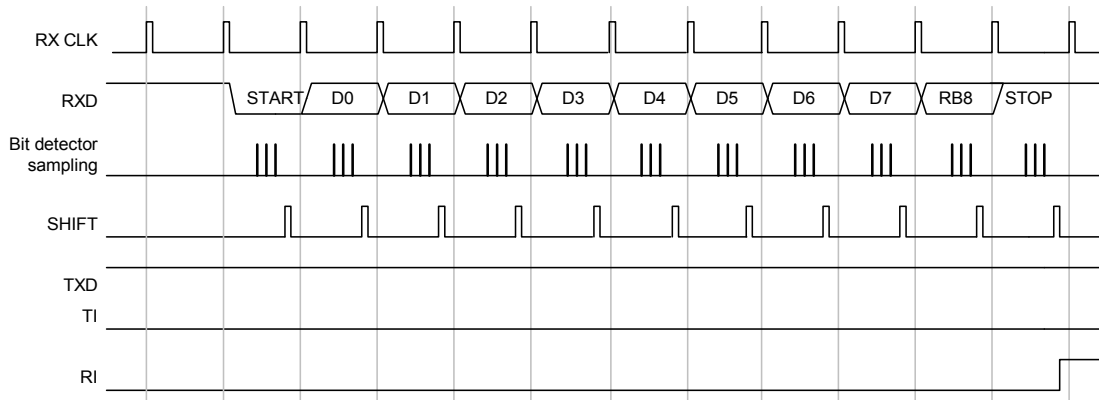 RX CLK
RXD START D0 D1 D2 D3 D4 D5 D6 D7 RB8 STOP
Bit detector
sampling
SHIFT
TXD
TI
RI